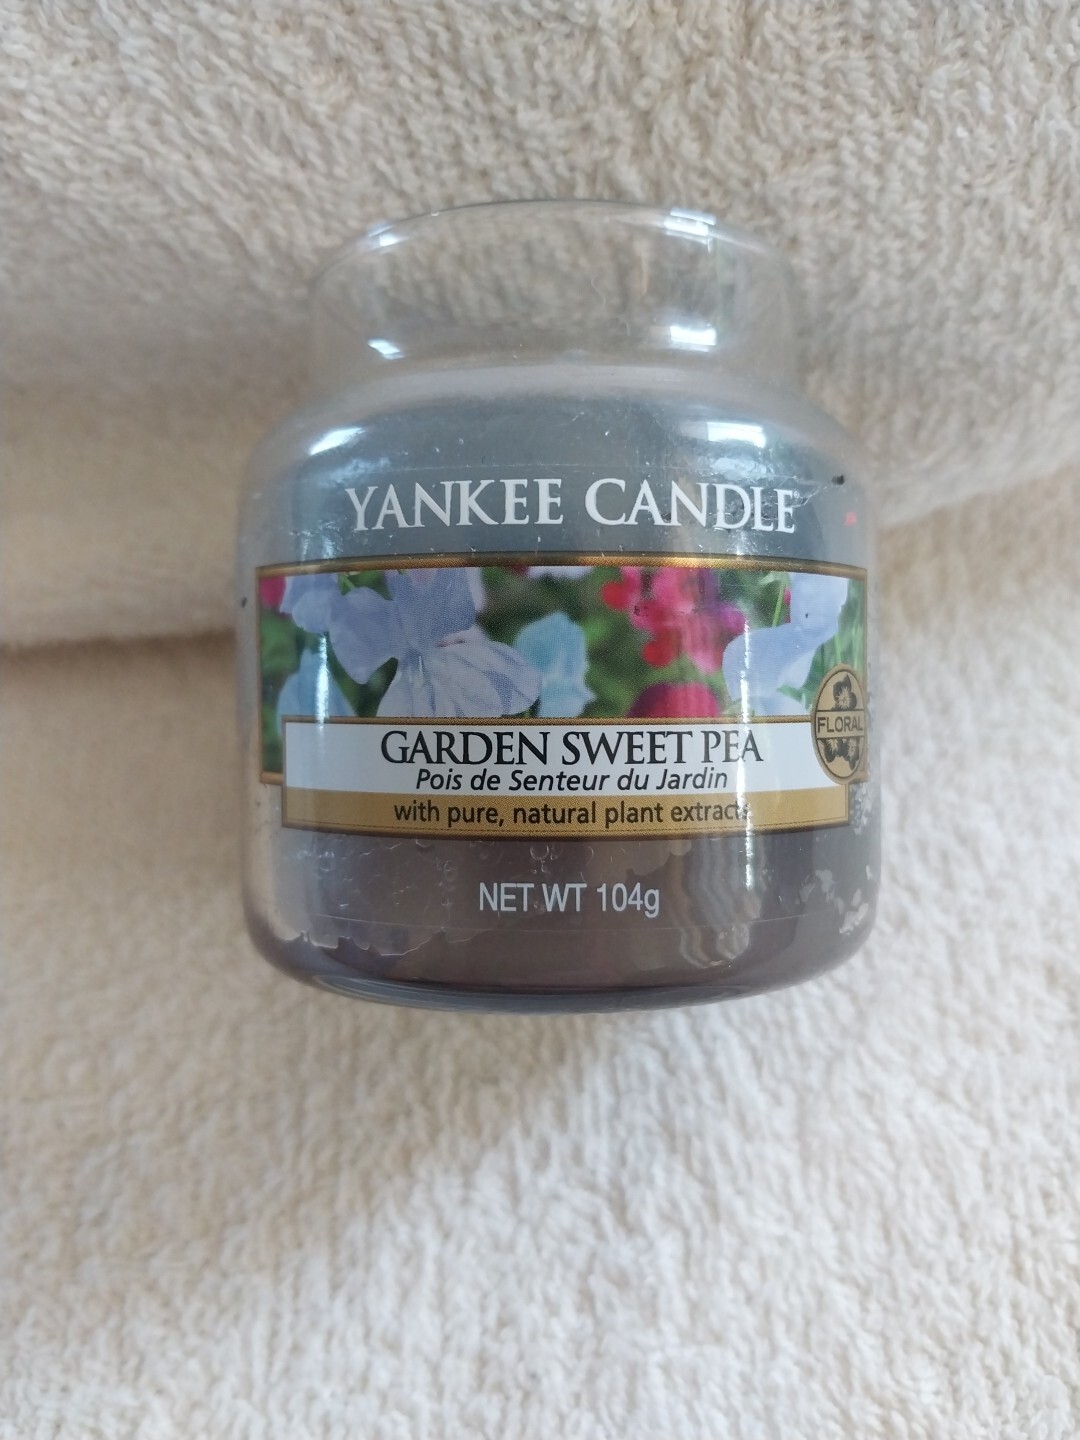 YANKEE CANDLE
FLORAL
GARDEN SWEET PEA
Pois de Senteur du Jardin
with pure, natural plant extracts
NET WT 104g